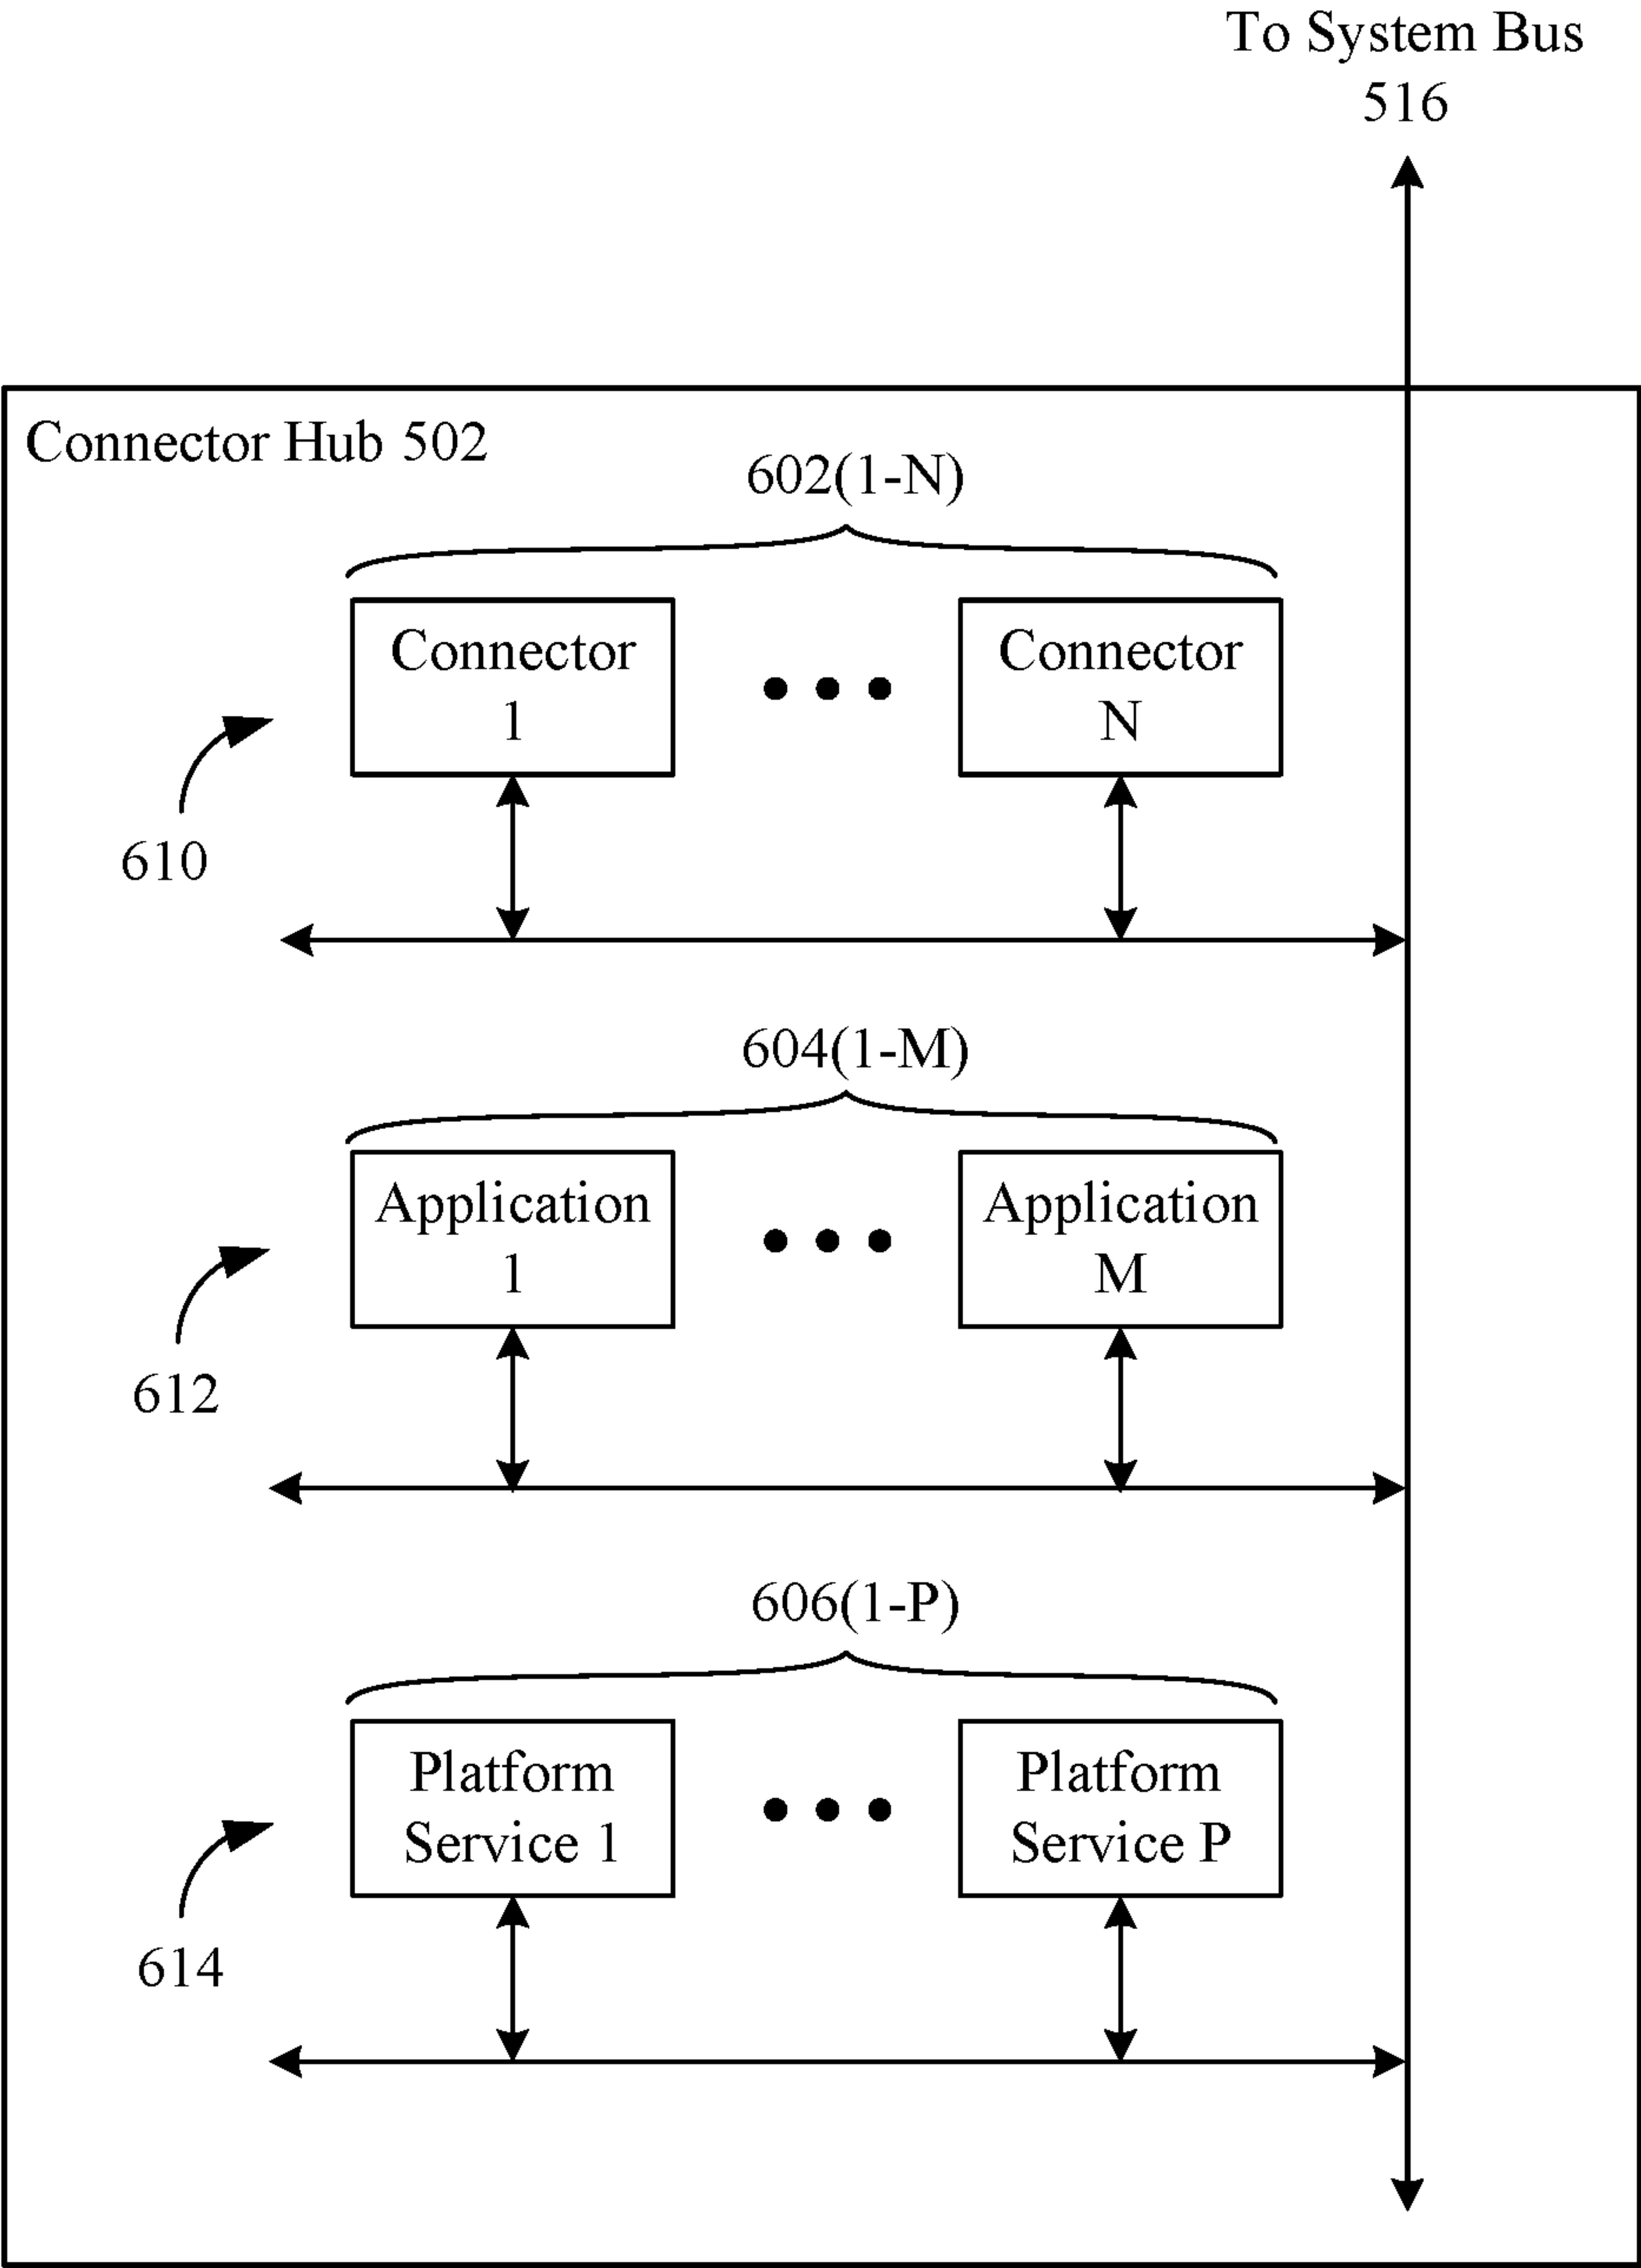 To System Bus
516
Connector Hub 502
602(1-N)
Connector
1
Connector
N
610
604(1-M)
Application
1
Application
M
612
606(1-P)
Platform
Service 1
Platform
Service P
614